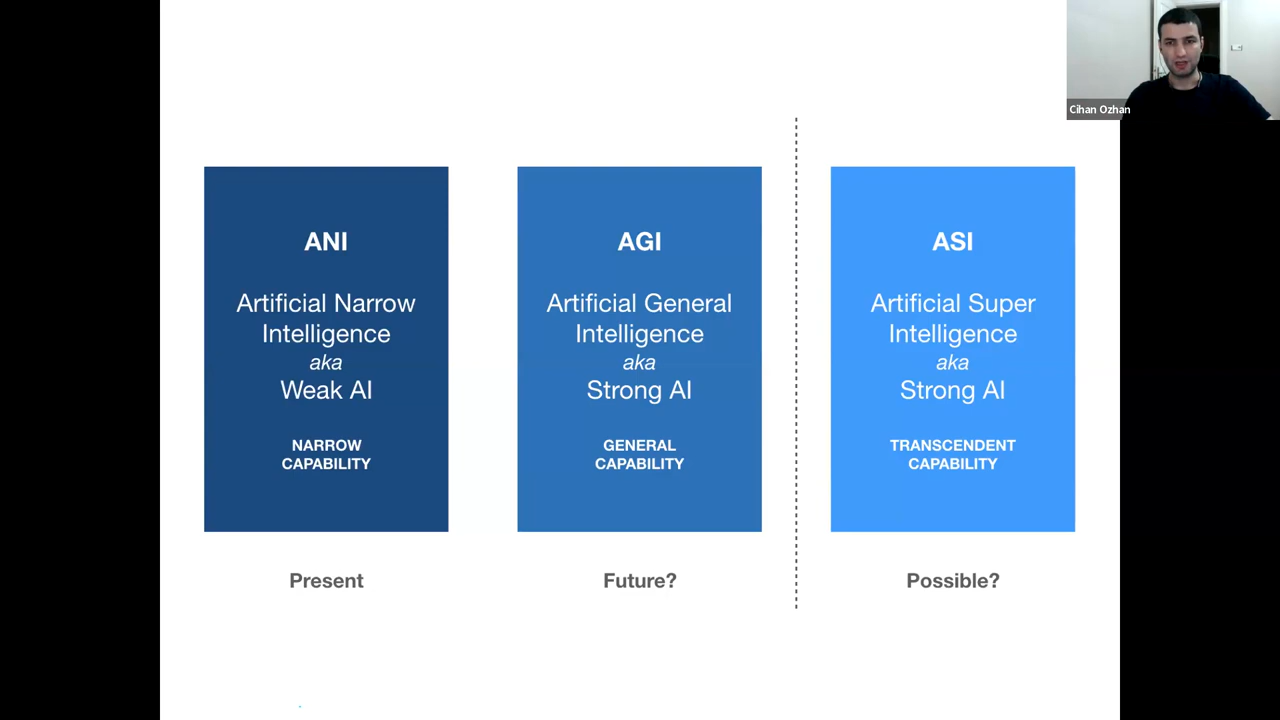 Cihan Ozhan
ANI
Artificial Narrow
Intelligence
aka
Weak AI
NARROW
CAPABILITY
Present
AGI
Artificial General
Intelligence
aka
Strong AI
GENERAL
CAPABILITY
Future?
ASI
Artificial Super
Intelligence
aka
Strong AI
TRANSCENDENT
CAPABILITY
Possible?